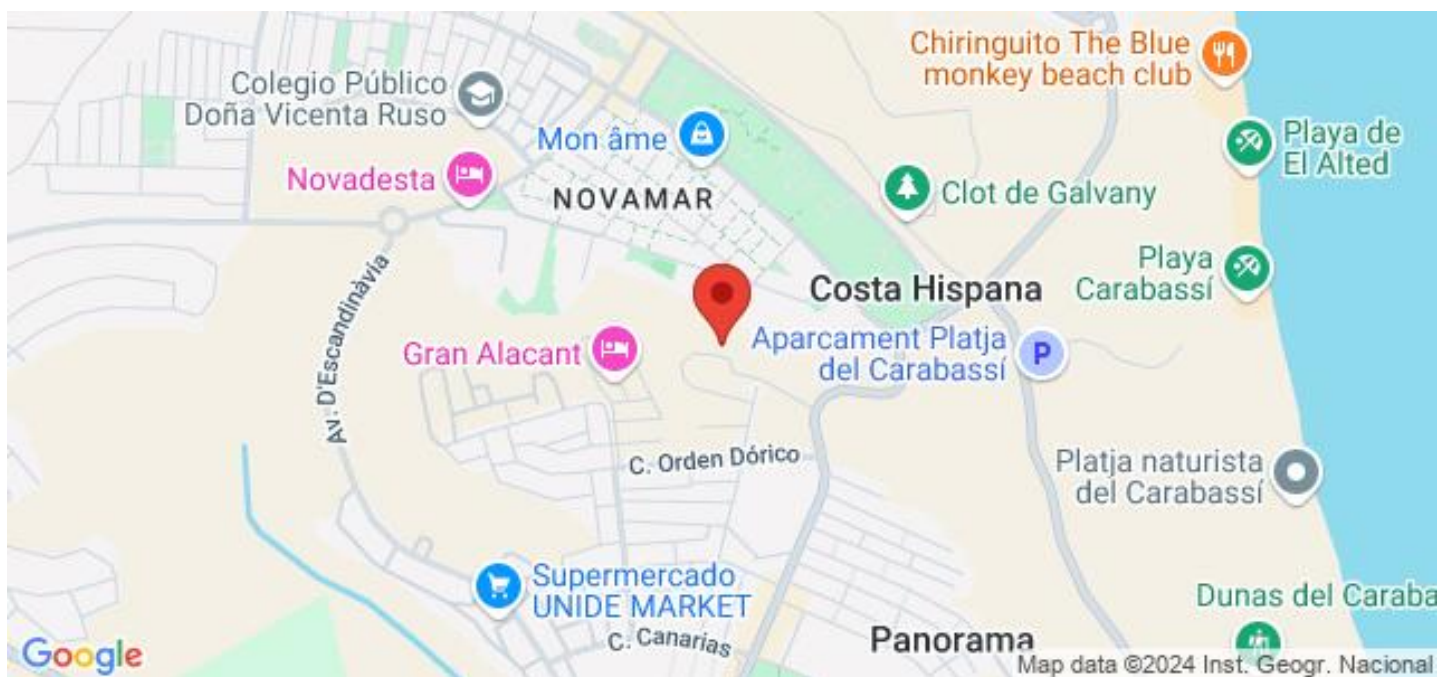 Chiringuito The Blue
monkey beach club
Colegio Público
Doña Vicenta Ruso
Mon âme
Playa de
El Alted
Novadesta
NOVAMAR
Clot de Galvany
Playa
Carabassí
Costa Hispana
Av. D'Escandinàvia
Gran Alacant
Aparcament Platja
del Carabassí
P
C. Orden Dórico
Platja naturista
del Carabassí
Supermercado
UNIDE MARKET
Dunas del Caraba
C. Canarias
Panorama
Google
Map data ©2024 Inst. Geogr. Nacional